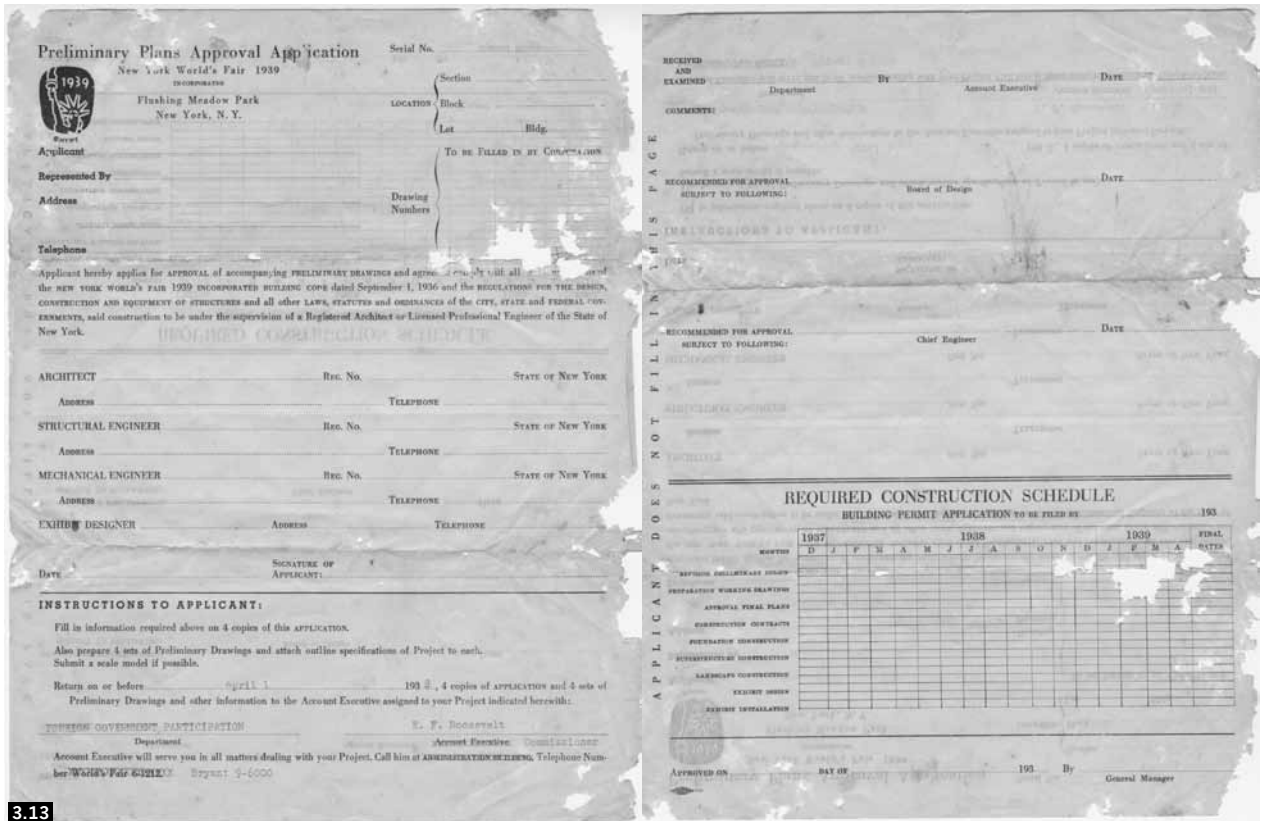 Preliminary Plans Approval App ication
New York World's Fair 1939
INCORPORATED
1939
Flushing Meadow Park
New York, N. Y.
Serial No.
LOCATION
Section
Block
Lot Bldg.
Applicant
Represented By
Address
Telephone
TO BE FILLED IN BY CORPORATION
Drawing
Numbers
Applicant hereby applies for APPROVAL of accompanying PRELIMINARY DRAWINGS and agrees to comply with all
the NEW YORK WORLD'S FAIR 1939 INCORPORATED BUILDING CODE dated September 1, 1936 and the REGULATIONS FOR THE DESIGN,
CONSTRUCTION AND EQUIPMENT OF STRUCTURES and all other LAWS, STATUTES and ORDINANCES of the CITY, STATE and FEDERAL GOV-
ERNMENTS, said construction to be under the supervision of a Registered Architect or Licensed Professional Engineer of the State of
New York.
ARCHITECT REG. NO. STATE OF NEW YORK
ADDRESS TELEPHONE
STRUCTURAL ENGINEER REG. NO. STATE OF NEW YORK
ADDRESS TELEPHONE
MECHANICAL ENGINEER REG. NO. STATE OF NEW YORK
ADDRESS TELEPHONE
EXHIBIT DESIGNER ADDRESS TELEPHONE
DATE
SIGNATURE OF
APPLICANT:
INSTRUCTIONS TO APPLICANT:
Fill in information required above on 4 copies of this APPLICATION.
Also prepare 4 sets of Preliminary Drawings and attach outline specifications of Project to each.
Submit a scale model if possible.
Return on or before April 1 193 8, 4 copies of APPLICATION and 4 sets of
Preliminary Drawings and other information to the Account Executive assigned to your Project indicated herewith:
FOREIGN GOVERNMENT PARTICIPATION
Department
Roosevelt
Account Executive Commissioner
Account Executive will serve you in all matters dealing with your Project. Call him at ADMINISTRATION BUILDING, Telephone Num-
ber World's Fair 6-1212 Bryant 9-6000
APPLICANT DOES NOT FILL IN THIS PAGE
RECEIVED
AND
EXAMINED
Department
BY
Account Executive
DATE
COMMENTS:
RECOMMENDED FOR APPROVAL
SUBJECT TO FOLLOWING:
Board of Design
DATE
RECOMMENDED FOR APPROVAL
SUBJECT TO FOLLOWING:
Chief Engineer
DATE
REQUIRED CONSTRUCTION SCHEDULE
BUILDING PERMIT APPLICATION TO BE FILED BY 193
1937 1938 1939 FINAL
DATES
MONTHS D J F M A M J J A S O N D J F M A
REVISION PRELIMINARY DESIGN
PREPARATION WORKING DRAWINGS
APPROVAL FINAL PLANS
CONSTRUCTION CONTRACTS
FOUNDATION CONSTRUCTION
SUPERSTRUCTURE CONSTRUCTION
LANDSCAPE CONSTRUCTION
EXHIBIT DESIGN
EXHIBIT INSTALLATION
APPROVED ON DAY OF 193 By
General Manager
3.13